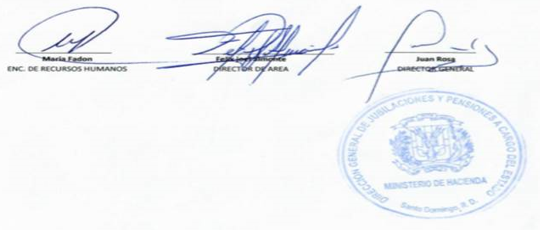 Maria Fadon
ENC. DE RECURSOS HUMANOS
DIRECTOR DE AREA
Juan Rosa
DIRECTOR GENERAL
DIRECCION GENERAL DE JUBILACIONES Y PENSIONES A CARGO DEL ESTADO
MINISTERIO DE HACIENDA
Santo Domingo, R. D.